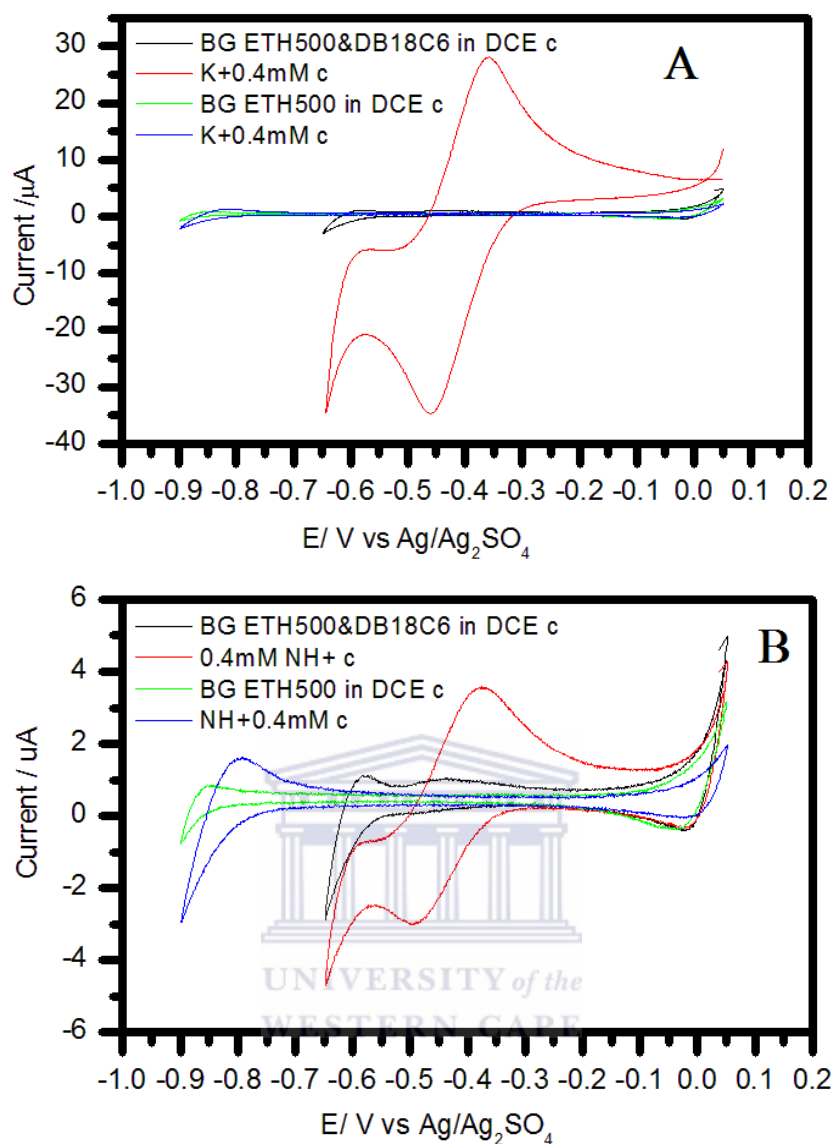 A
BG ETH500&DB18C6 in DCE c
K+0.4mM c
BG ETH500 in DCE c
K+0.4mM c
Current /μA
35
30
20
10
0
-10
-20
-30
-40
-1.0 -0.9 -0.8 -0.7 -0.6 -0.5 -0.4 -0.3 -0.2 -0.1 0.0 0.1 0.2
E/ V vs Ag/Ag₂SO₄
B
BG ETH500&DB18C6 in DCE c
0.4mM NH+ c
BG ETH500 in DCE c
NH+0.4mM c
Current / uA
6
4
2
0
-2
-4
-6
UNIVERSITY of the
WESTERN CAPE
-1.0 -0.9 -0.8 -0.7 -0.6 -0.5 -0.4 -0.3 -0.2 -0.1 0.0 0.1 0.2
E/ V vs Ag/Ag₂SO₄